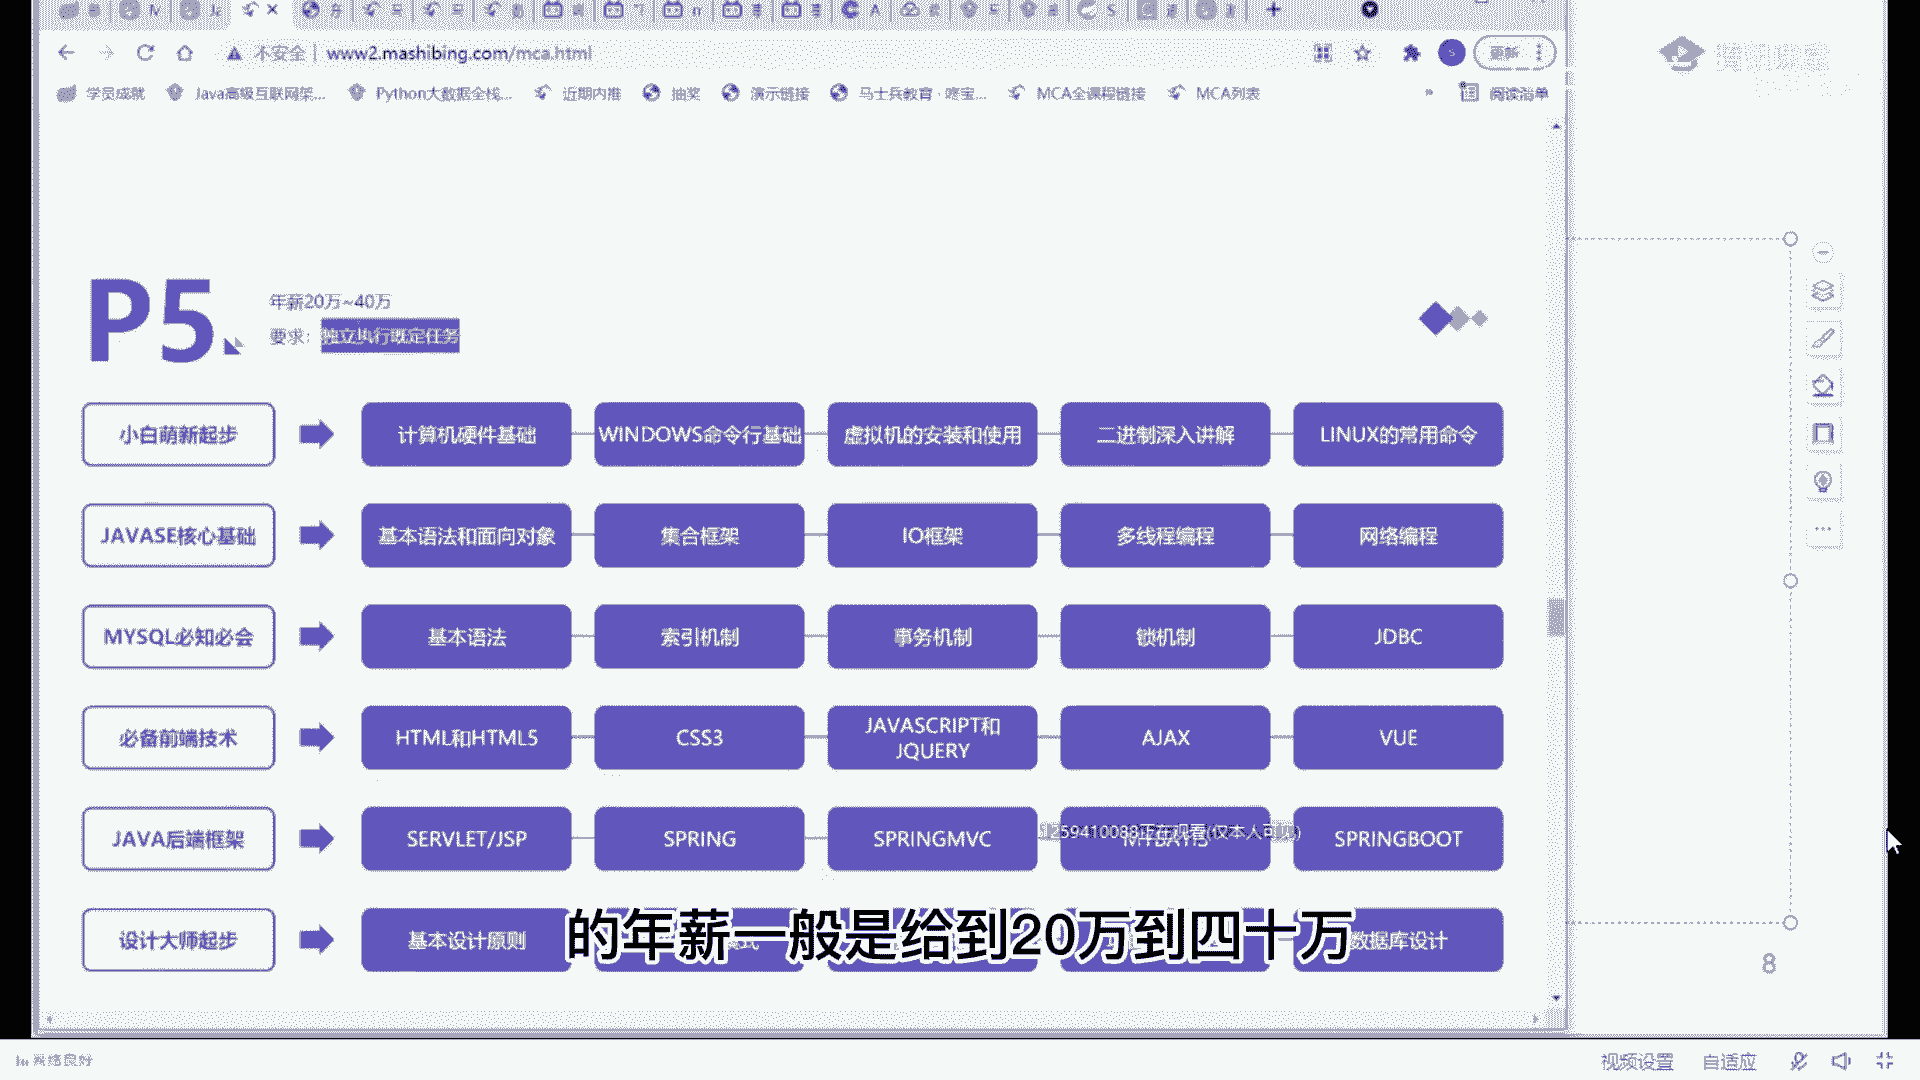 不安全 | www2.mashibing.com/mca.html
更新
学员成就 Java高级互联网架... Python大数据全栈... 近期内推 抽奖 演示链接 马士兵教育 · 咚宝... MCA全课程链接 MCA列表 » 阅读清单
P5
年薪20万~40万
要求：独立执行既定任务
小白萌新起步 计算机硬件基础 WINDOWS命令行基础 虚拟机的安装和使用 二进制深入讲解 LINUX的常用命令
JAVASE核心基础 基本语法和面向对象 集合框架 IO框架 多线程编程 网络编程
MYSQL必知必会 基本语法 索引机制 事务机制 锁机制 JDBC
必备前端技术 HTML和HTML5 CSS3 JAVASCRIPT和 AJAX VUE
JQUERY
JAVA后端框架 SERVLET/JSP SPRING SPRINGMVC MYBATIS SPRINGBOOT
1259410088正在观看(仅本人可见)
设计大师起步 基本设计原则 数据库设计
的年薪一般是给到20万到四十万
8
网络良好 视频设置 自适应